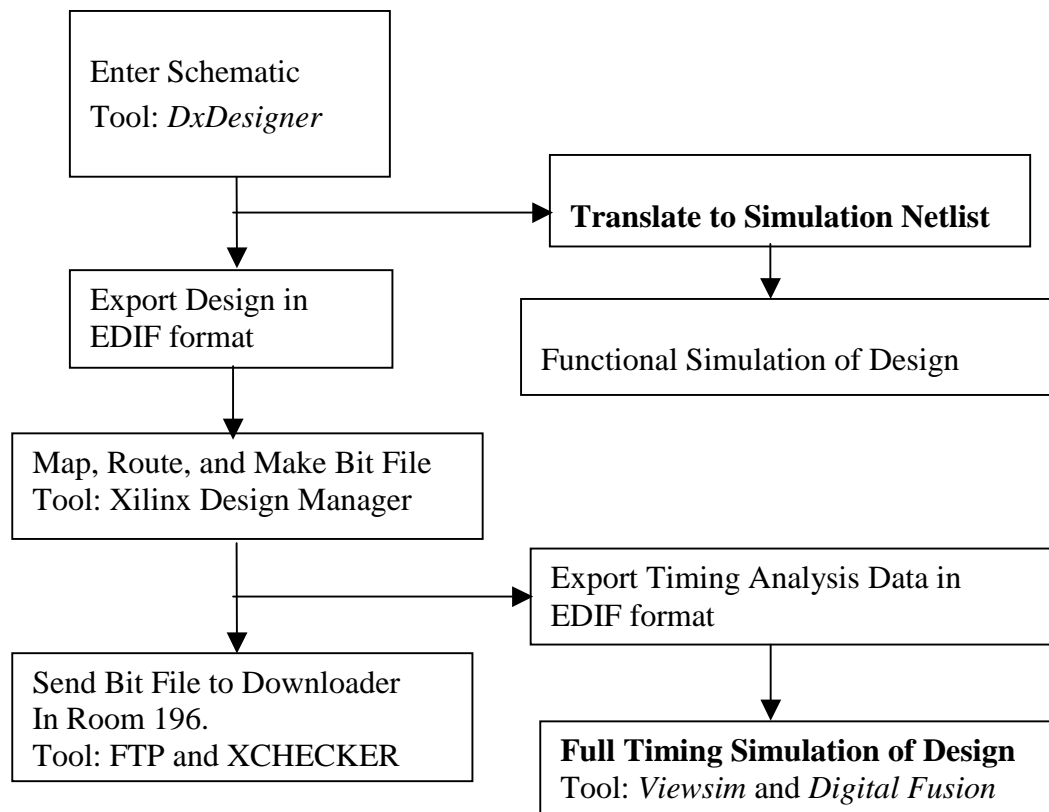 Enter Schematic
Tool: DxDesigner
Translate to Simulation Netlist
Export Design in
EDIF format
Functional Simulation of Design
Map, Route, and Make Bit File
Tool: Xilinx Design Manager
Export Timing Analysis Data in
EDIF format
Send Bit File to Downloader
In Room 196.
Tool: FTP and XCHECKER
Full Timing Simulation of Design
Tool: Viewsim and Digital Fusion